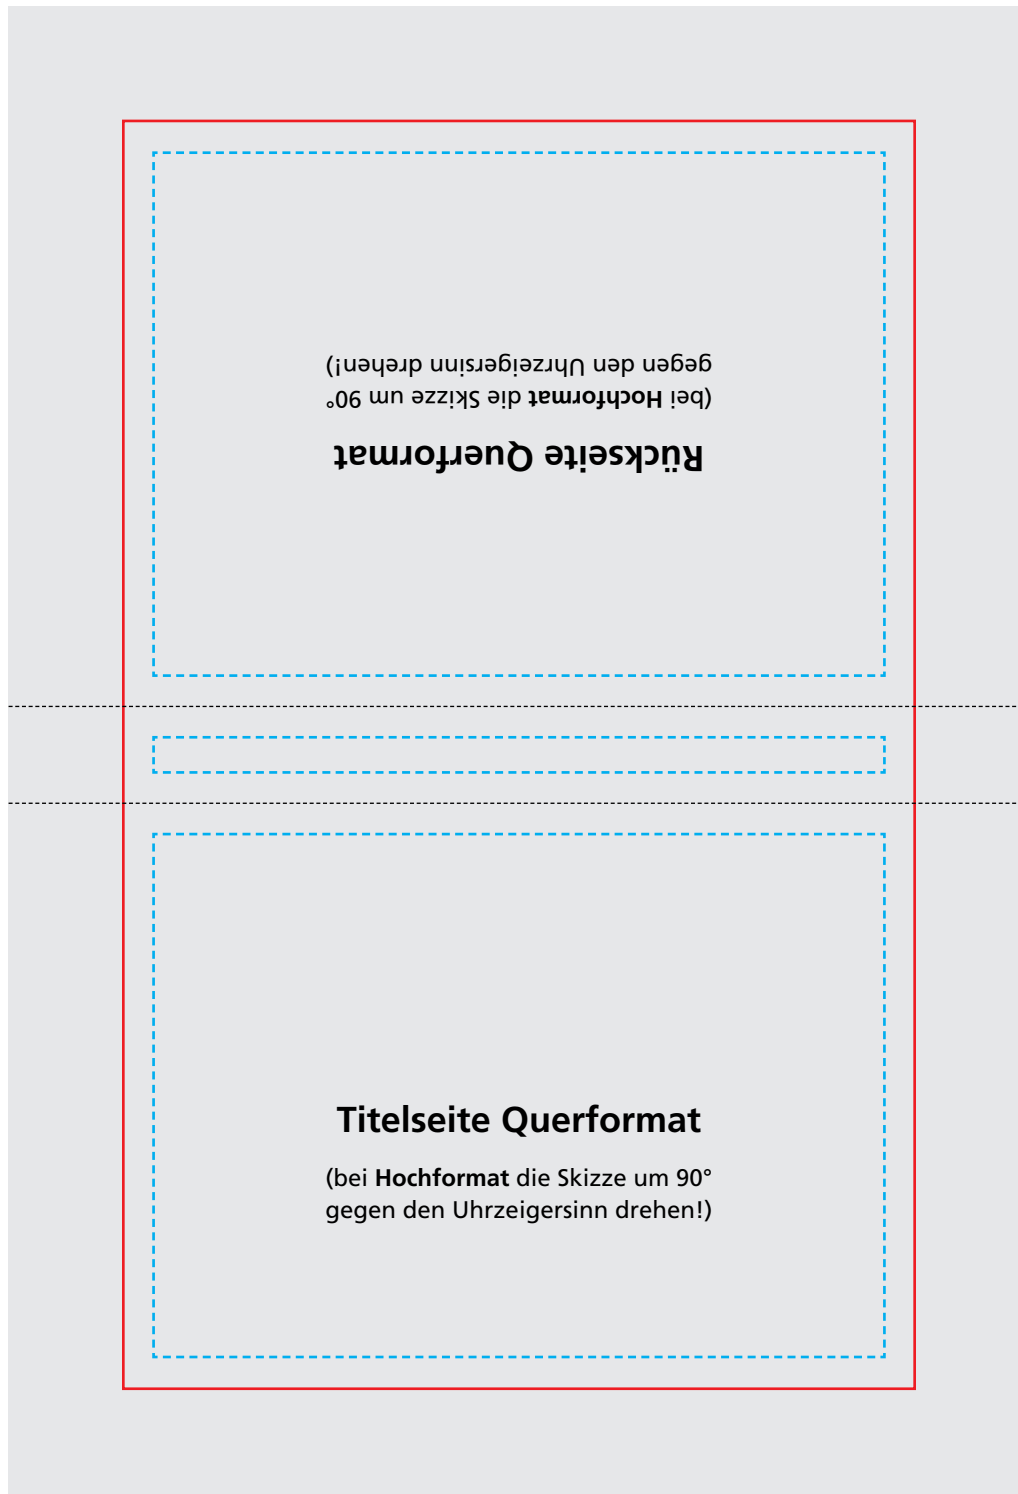 Rückseite Querformat
(bei Hochformat die Skizze um 90°
gegen den Uhrzeigersinn drehen!)
Titelseite Querformat
(bei Hochformat die Skizze um 90°
gegen den Uhrzeigersinn drehen!)